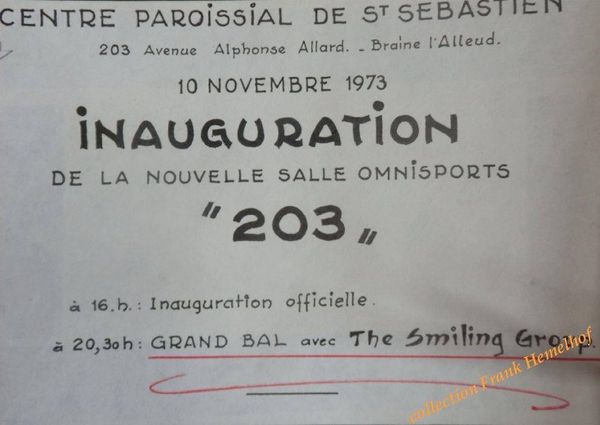 CENTRE PAROISSIAL DE ST SEBASTIEN
203 Avenue Alphonse Allard. - Braine l'Alleud.
10 NOVEMBRE 1973
INAUGURATION
DE LA NOUVELLE SALLE OMNISPORTS
"203"
à 16.h. : Inauguration officielle.
à 20,30h : GRAND BAL avec The Smiling Group.
collection Frank Hemelhof